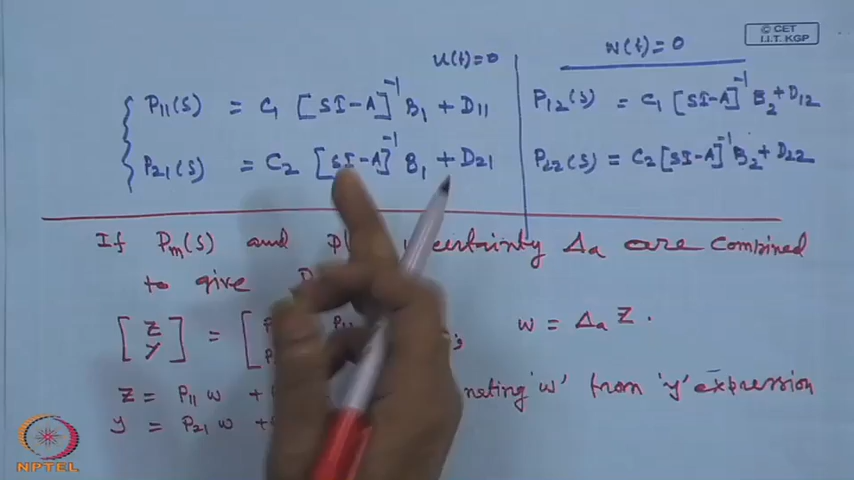 © CET
I.I.T. KGP
u(t)=0
W(t)=0
P11(s) = C1 [SI-A]^-1 B1 + D11
P12(s) = C1 [SI-A]^-1 B2 + D12
P21(s) = C2 [SI-A]^-1 B1 + D21
P22(s) = C2 [SI-A]^-1 B2 + D22
If Pm(s) and Δa are combined
to give
[Z Y] = [
w = Δa Z.
Z = P11 w + 'w' from 'y' expression
y = P21 w +
NPTEL